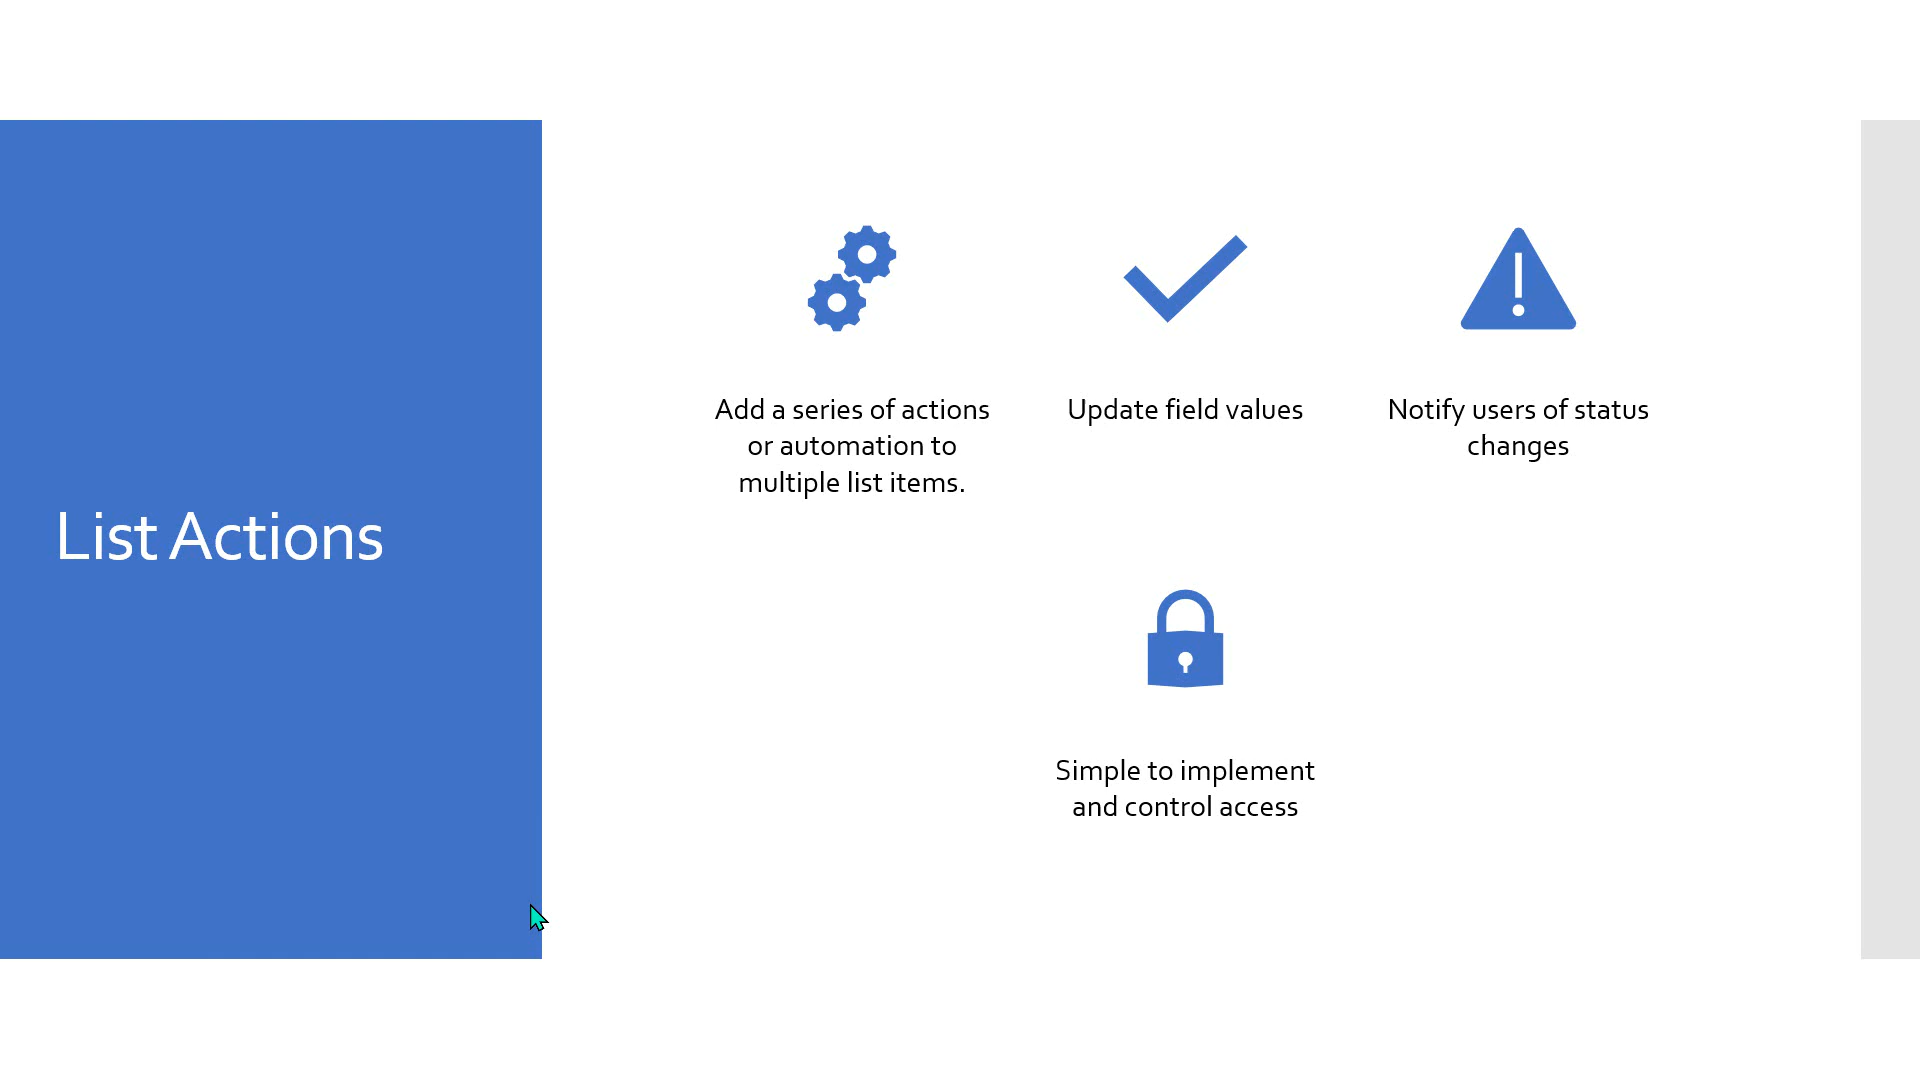 List Actions
Add a series of actions
or automation to
multiple list items.
Update field values
Notify users of status
changes
Simple to implement
and control access